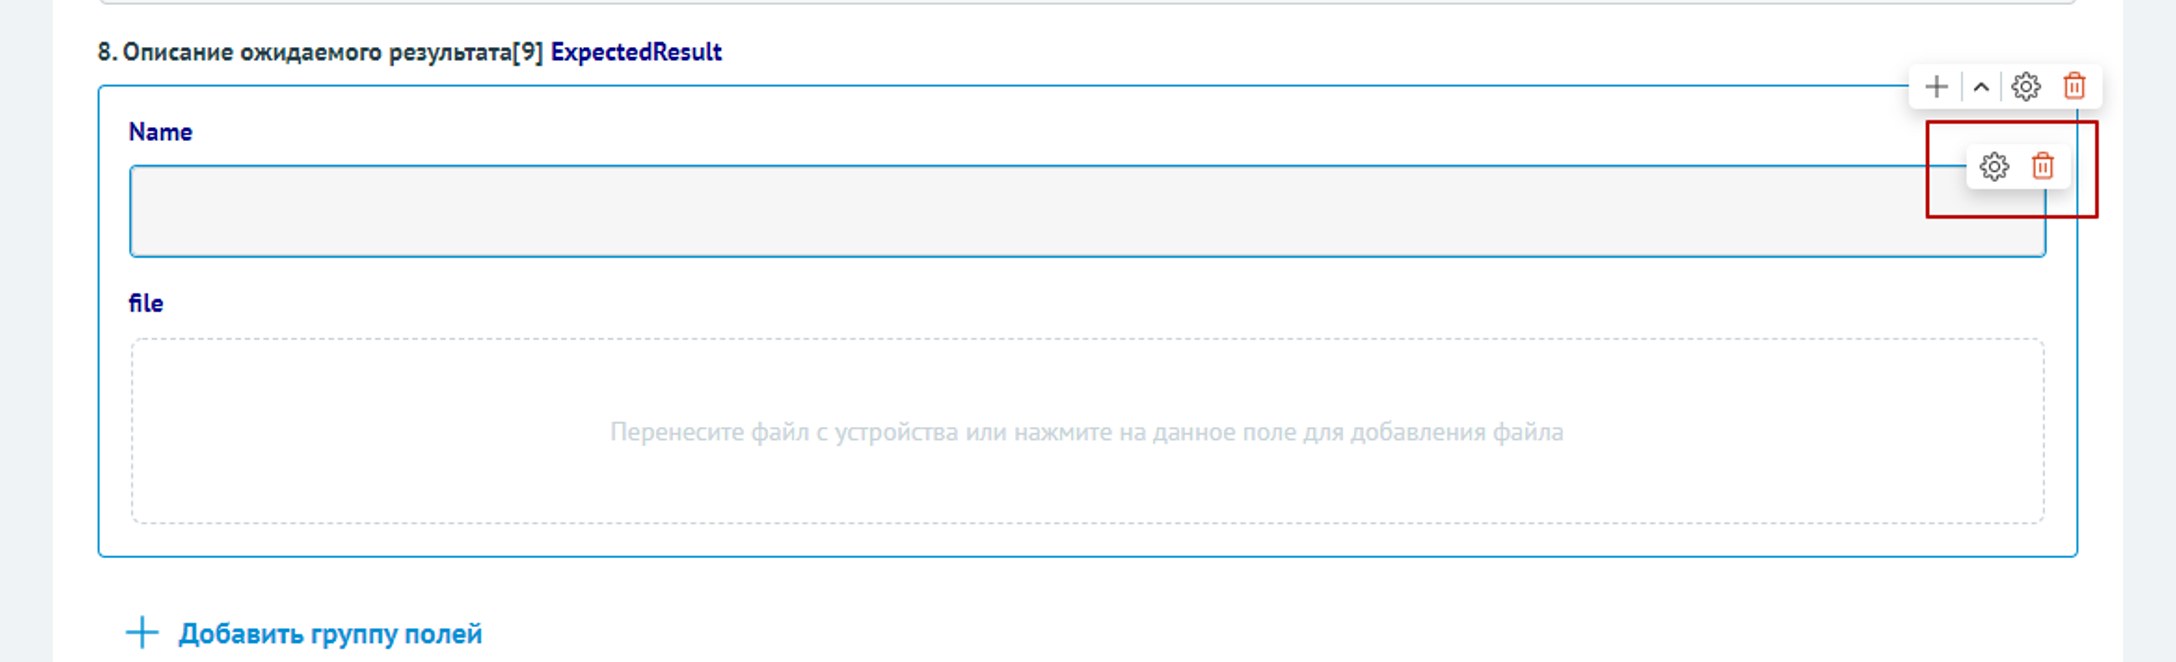 8. Описание ожидаемого результата[9] ExpectedResult
Name
file
Перенесите файл с устройства или нажмите на данное поле для добавления файла
Добавить группу полей